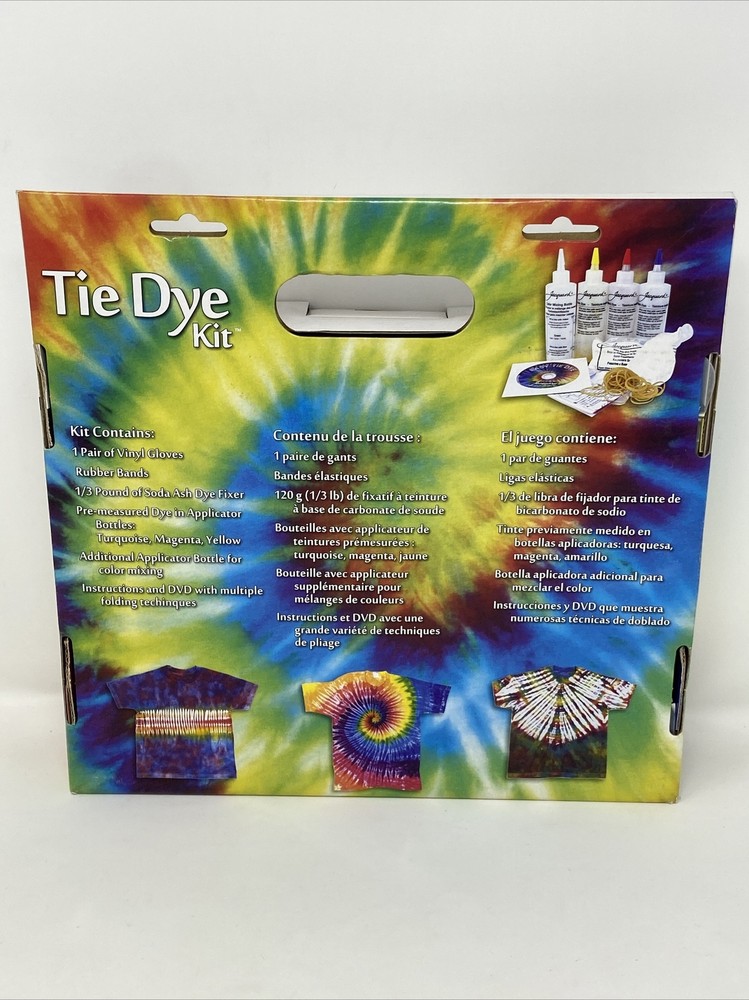 Tie Dye
Kit™
Jacquard
Jacquard
Jacquard
Jacquard
Kit Contains:
1 Pair of Vinyl Gloves
Rubber Bands
1/3 Pound of Soda Ash Dye Fixer
Pre-measured Dye in Applicator
Bottles:
Turquoise, Magenta, Yellow
Additional Applicator Bottle for
color mixing
Instructions and DVD with multiple
folding techinques
Contenu de la trousse :
1 paire de gants
Bandes élastiques
120 g (1/3 lb) de fixatif à teinture
à base de carbonate de soude
Bouteilles avec applicateur de
teintures prémesurées :
turquoise, magenta, jaune
Bouteille avec applicateur
supplémentaire pour
mélanges de couleurs
Instructions et DVD avec une
grande variété de techniques
de pliage
El juego contiene:
1 par de guantes
Ligas elásticas
1/3 de libra de fijador para tinte de
bicarbonato de sodio
Tinte previamente medido en
botellas aplicadoras: turquesa,
magenta, amarillo
Botella aplicadora adicional para
mezclar el color
Instrucciones y DVD que muestra
numerosas técnicas de doblado